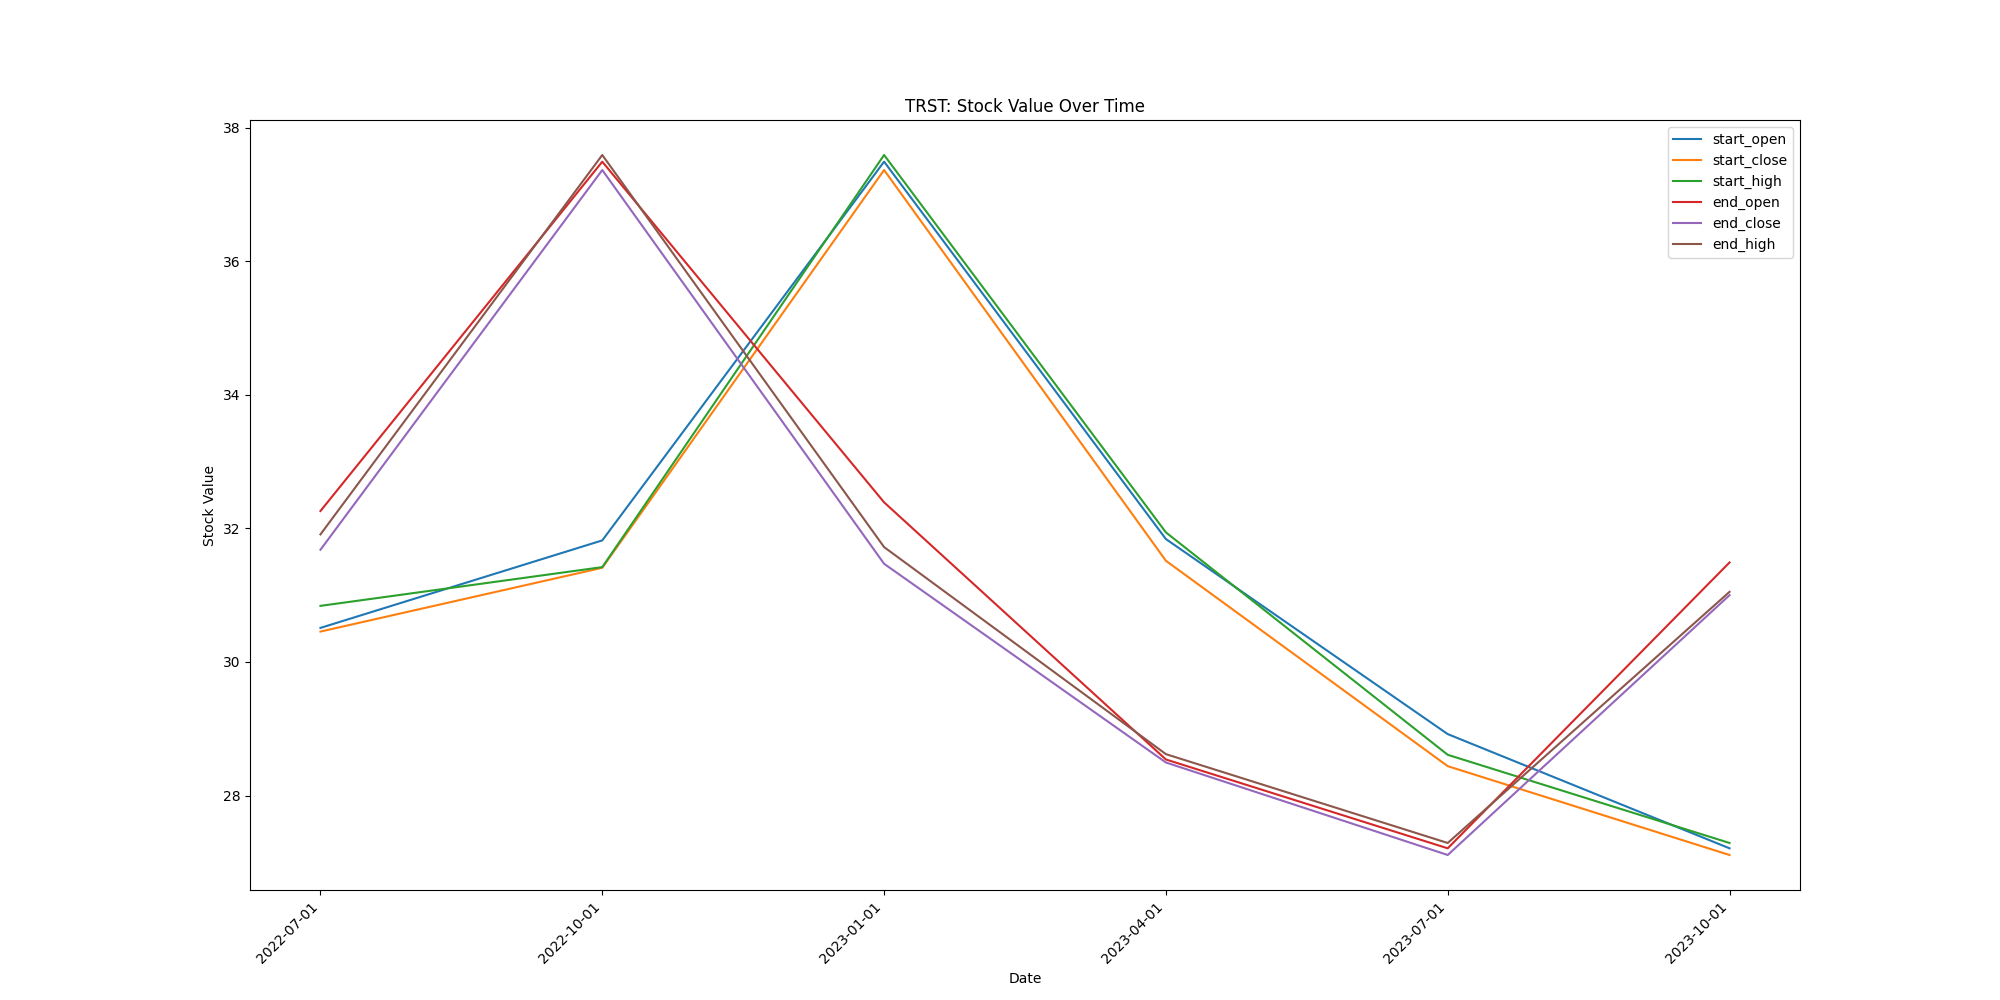 TRST: Stock Value Over Time
38
36
34
32
30
28
Stock Value
start_open
start_close
start_high
end_open
end_close
end_high
2022-07-01
2022-10-01
2023-01-01
2023-04-01
2023-07-01
2023-10-01
Date